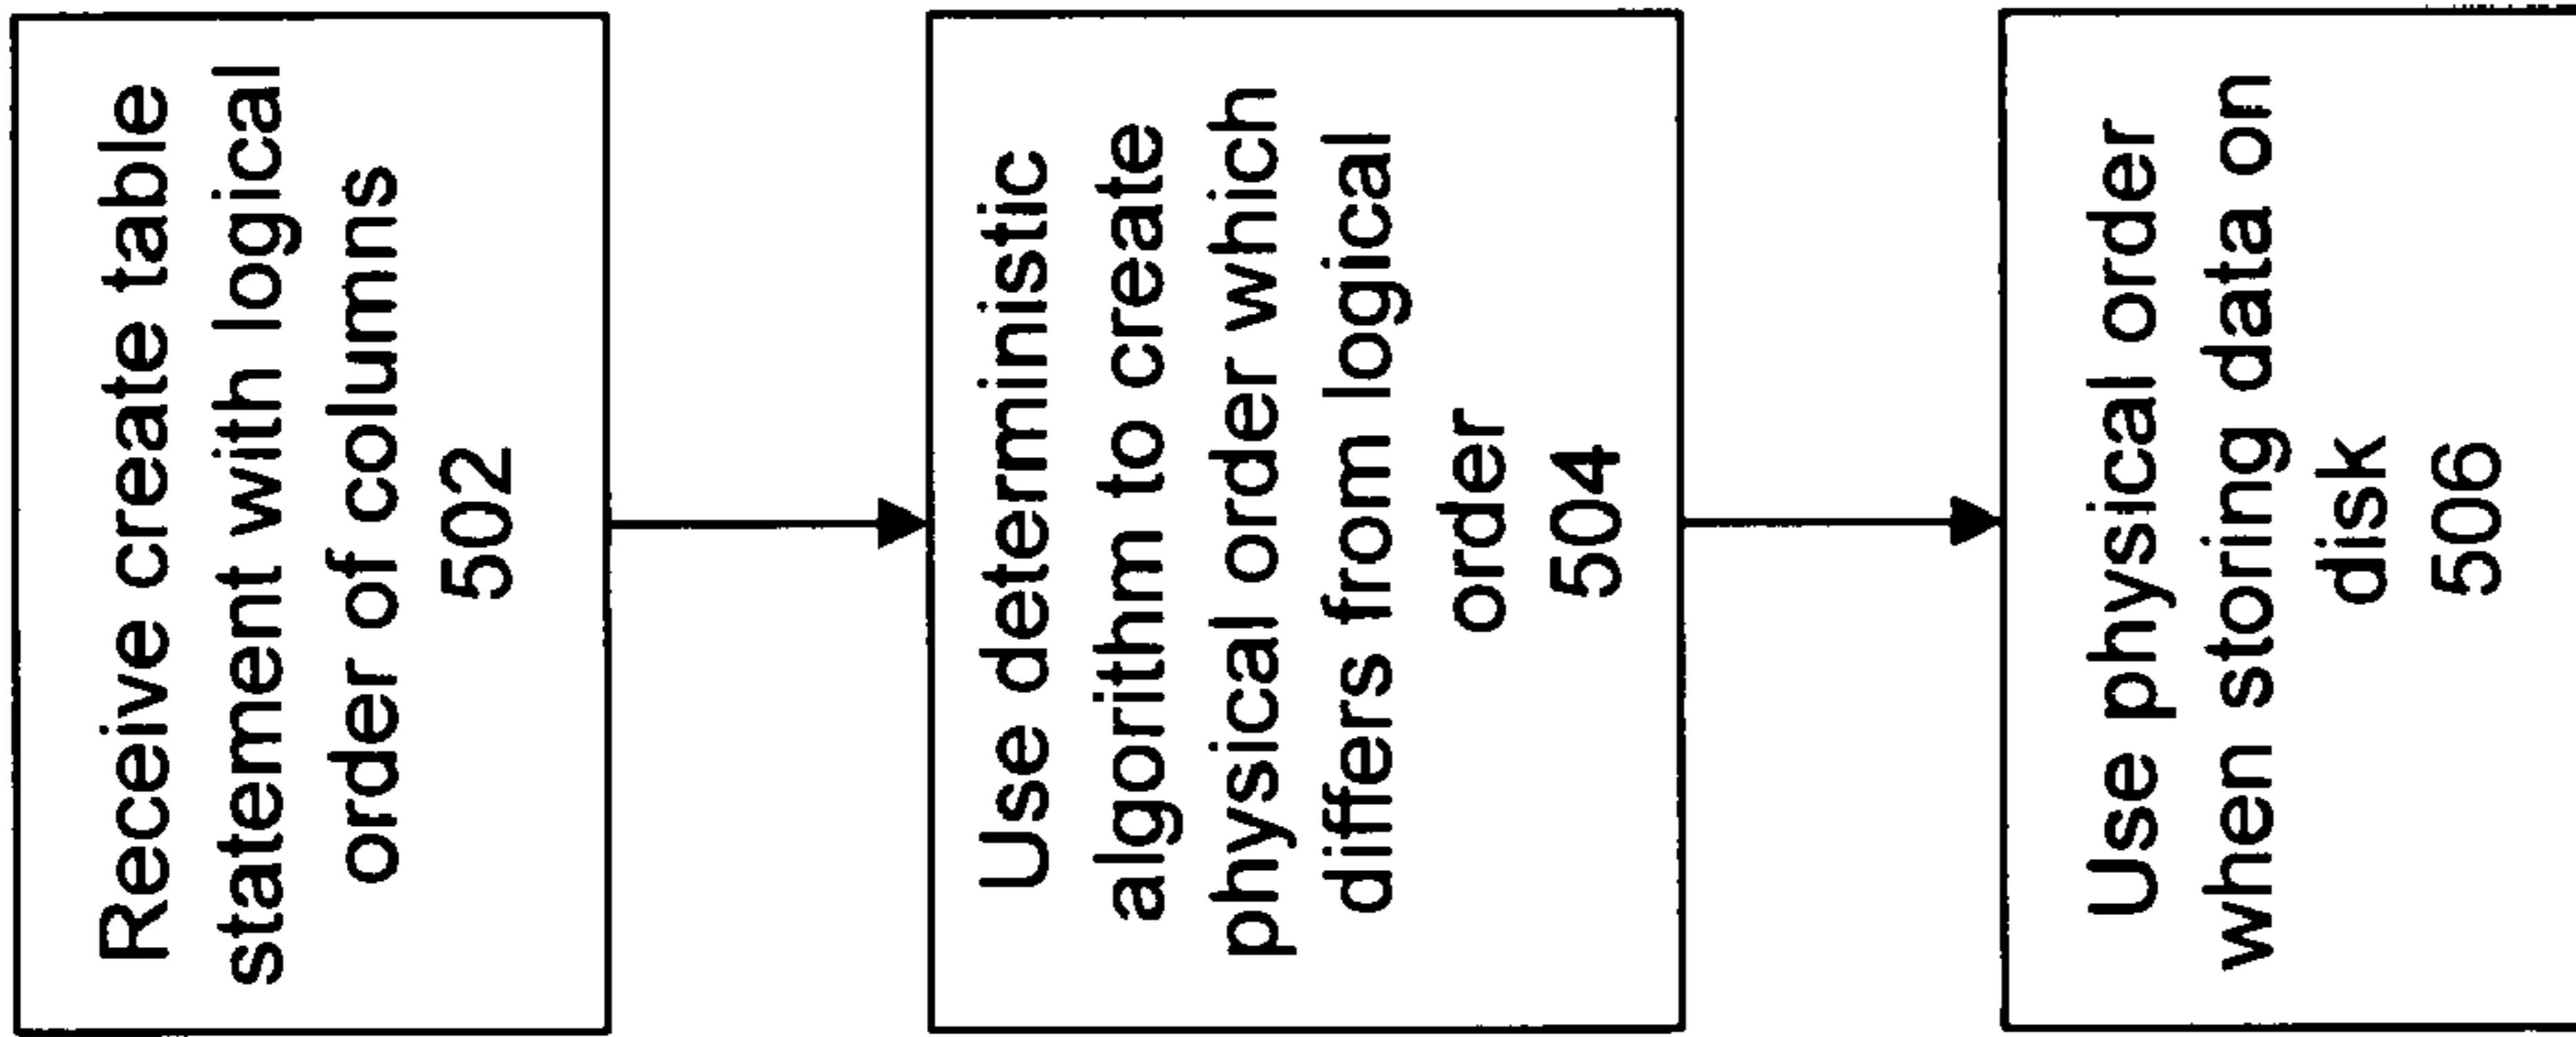 Receive create table
statement with logical
order of columns
502
Use deterministic
algorithm to create
physical order which
differs from logical
order
504
Use physical order
when storing data on
disk
506